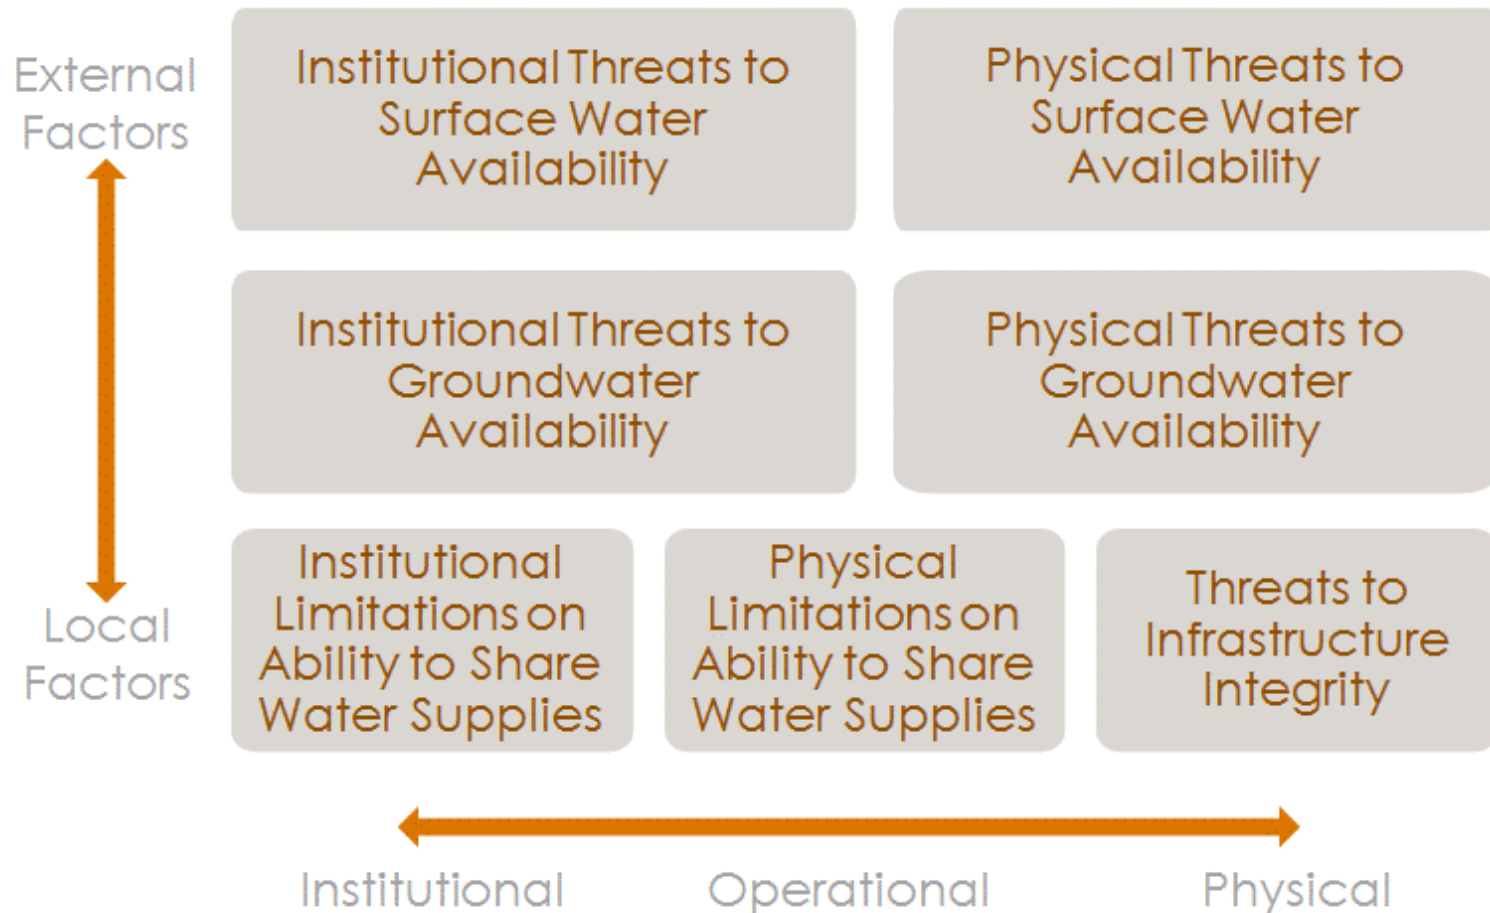 External
Factors
Institutional Threats to
Surface Water
Availability
Physical Threats to
Surface Water
Availability
Institutional Threats to
Groundwater
Availability
Physical Threats to
Groundwater
Availability
Local
Factors
Institutional
Limitations on
Ability to Share
Water Supplies
Physical
Limitations on
Ability to Share
Water Supplies
Threats to
Infrastructure
Integrity
Institutional
Operational
Physical